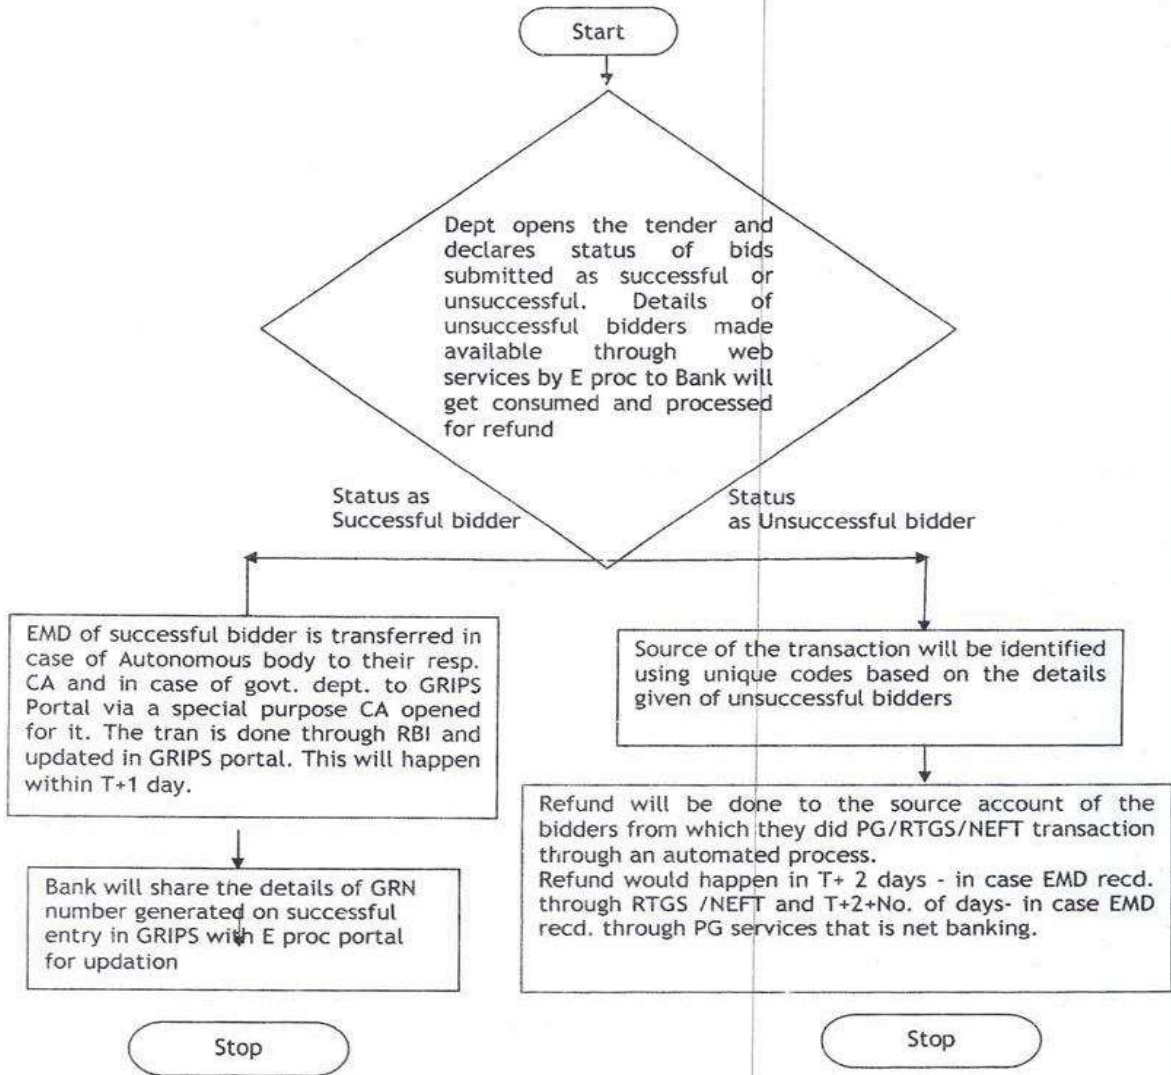 Start
Dept opens the tender and
declares status of bids
submitted as successful or
unsuccessful. Details of
unsuccessful bidders made
available through web
services by E proc to Bank will
get consumed and processed
for refund
Status as
Successful bidder
Status
as Unsuccessful bidder
EMD of successful bidder is transferred in
case of Autonomous body to their resp.
CA and in case of govt. dept. to GRIPS
Portal via a special purpose CA opened
for it. The tran is done through RBI and
updated in GRIPS portal. This will happen
within T+1 day.
Bank will share the details of GRN
number generated on successful
entry in GRIPS with E proc portal
for updation
Stop
Source of the transaction will be identified
using unique codes based on the details
given of unsuccessful bidders
Refund will be done to the source account of the
bidders from which they did PG/RTGS/NEFT transaction
through an automated process.
Refund would happen in T+ 2 days - in case EMD recd.
through RTGS /NEFT and T+2+No. of days- in case EMD
recd. through PG services that is net banking.
Stop